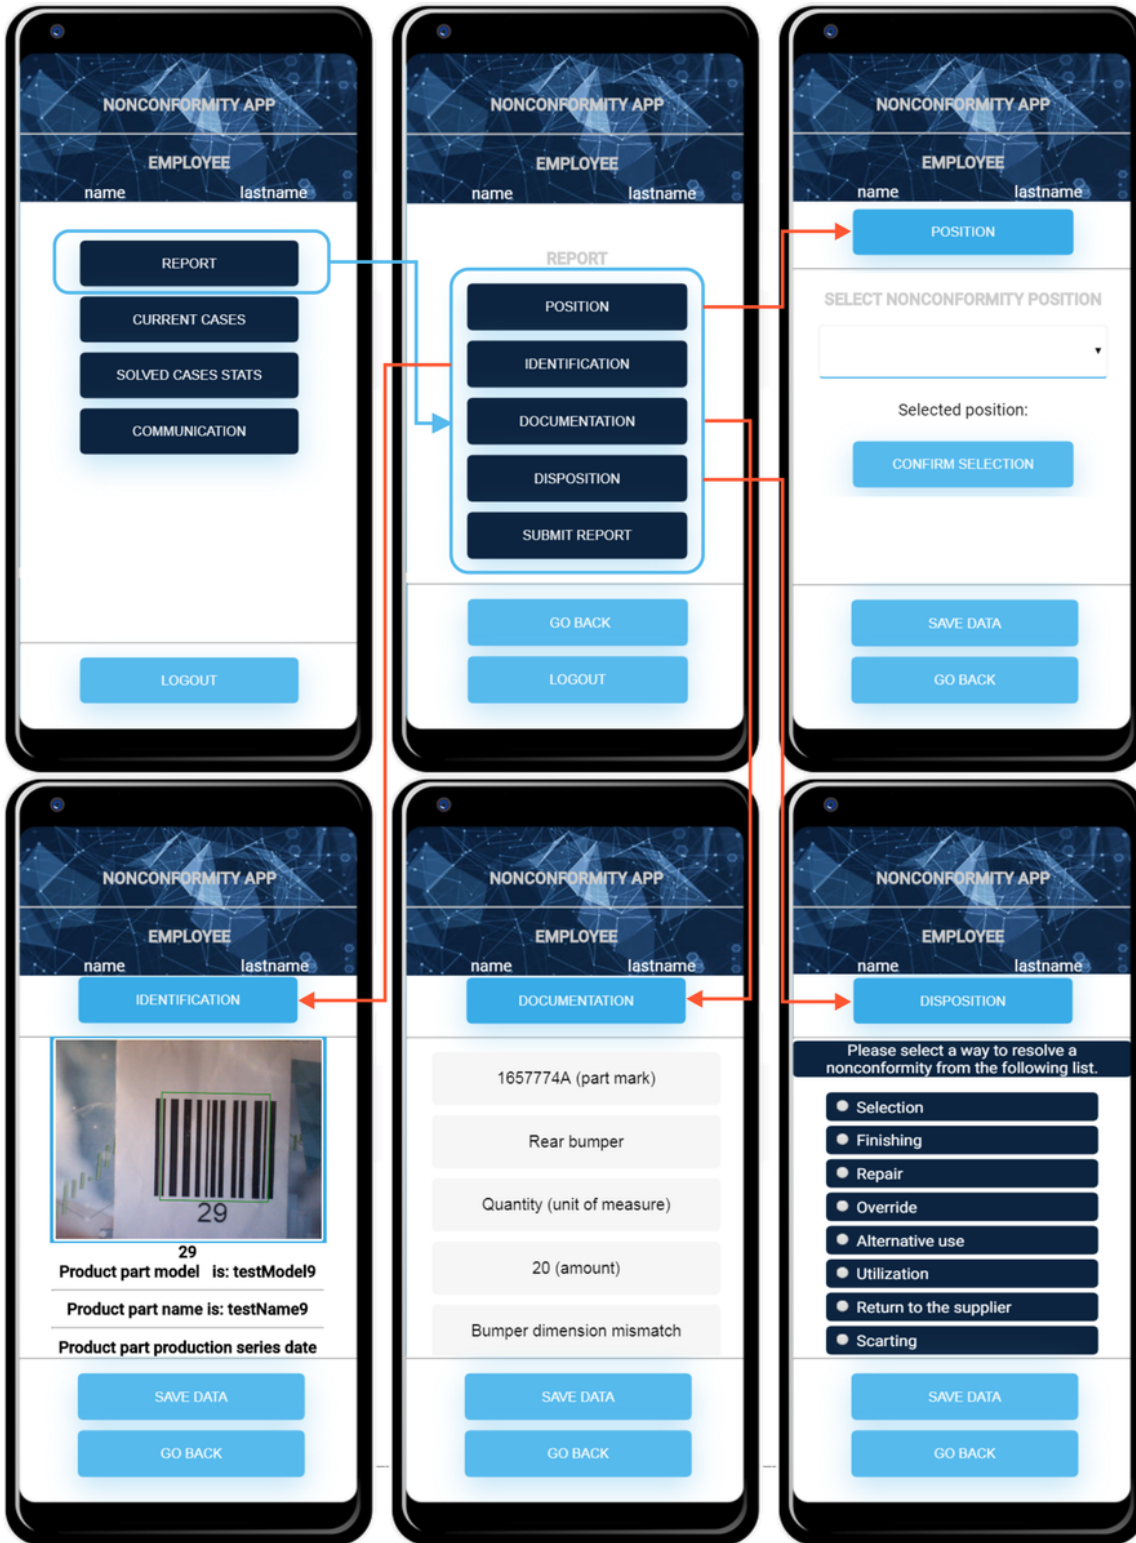 NONCONFORMITY APP
EMPLOYEE
name lastname
REPORT
CURRENT CASES
SOLVED CASES STATS
COMMUNICATION
LOGOUT
NONCONFORMITY APP
EMPLOYEE
name lastname
REPORT
POSITION
IDENTIFICATION
DOCUMENTATION
DISPOSITION
SUBMIT REPORT
GO BACK
LOGOUT
NONCONFORMITY APP
EMPLOYEE
name lastname
POSITION
SELECT NONCONFORMITY POSITION
Selected position:
CONFIRM SELECTION
SAVE DATA
GO BACK
NONCONFORMITY APP
EMPLOYEE
name lastname
IDENTIFICATION
29
29
Product part model is: testModel9
Product part name is: testName9
Product part production series date
SAVE DATA
GO BACK
NONCONFORMITY APP
EMPLOYEE
name lastname
DOCUMENTATION
1657774A (part mark)
Rear bumper
Quantity (unit of measure)
20 (amount)
Bumper dimension mismatch
SAVE DATA
GO BACK
NONCONFORMITY APP
EMPLOYEE
name lastname
DISPOSITION
Please select a way to resolve a
nonconformity from the following list.
Selection
Finishing
Repair
Override
Alternative use
Utilization
Return to the supplier
Scarting
SAVE DATA
GO BACK